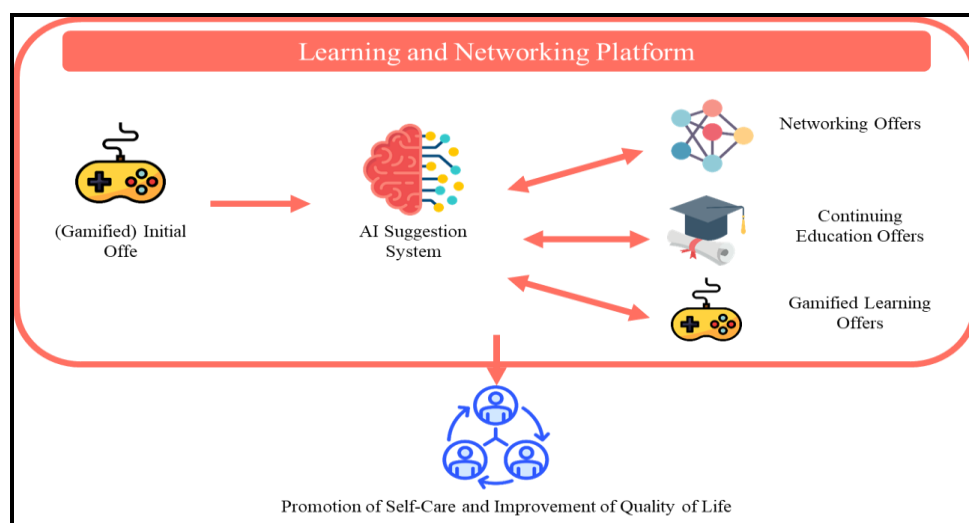 Learning and Networking Platform
Networking Offers
(Gamified) Initial
Offe
AI Suggestion
System
Continuing
Education Offers
Gamified Learning
Offers
Promotion of Self-Care and Improvement of Quality of Life